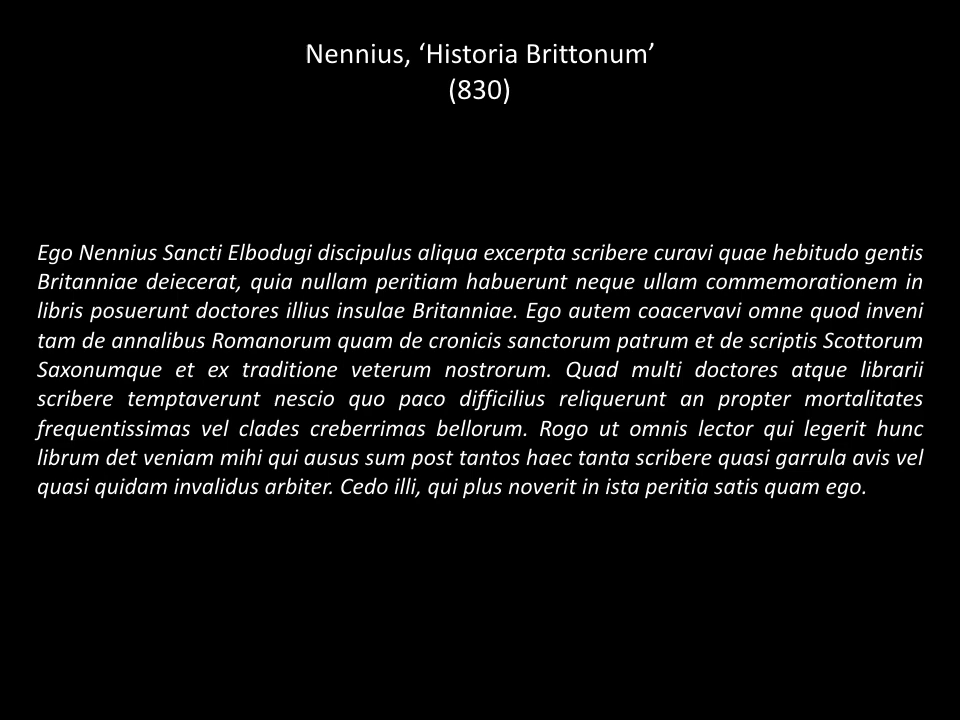 Nennius, ‘Historia Brittonum’
(830)
Ego Nennius Sancti Elbodugi discipulus aliqua excerpta scribere curavi quae hebitudo gentis
Britanniae deiecerat, quia nullam peritiam habuerunt neque ullam commemorationem in
libris posuerunt doctores illius insulae Britanniae. Ego autem coacervavi omne quod inveni
tam de annalibus Romanorum quam de cronicis sanctorum patrum et de scriptis Scottorum
Saxonumque et ex traditione veterum nostrorum. Quad multi doctores atque librarii
scribere temptaverunt nescio quo paco difficilius reliquerunt an propter mortalitates
frequentissimas vel clades creberrimas bellorum. Rogo ut omnis lector qui legerit hunc
librum det veniam mihi qui ausus sum post tantos haec tanta scribere quasi garrula avis vel
quasi quidam invalidus arbiter. Cedo illi, qui plus noverit in ista peritia satis quam ego.